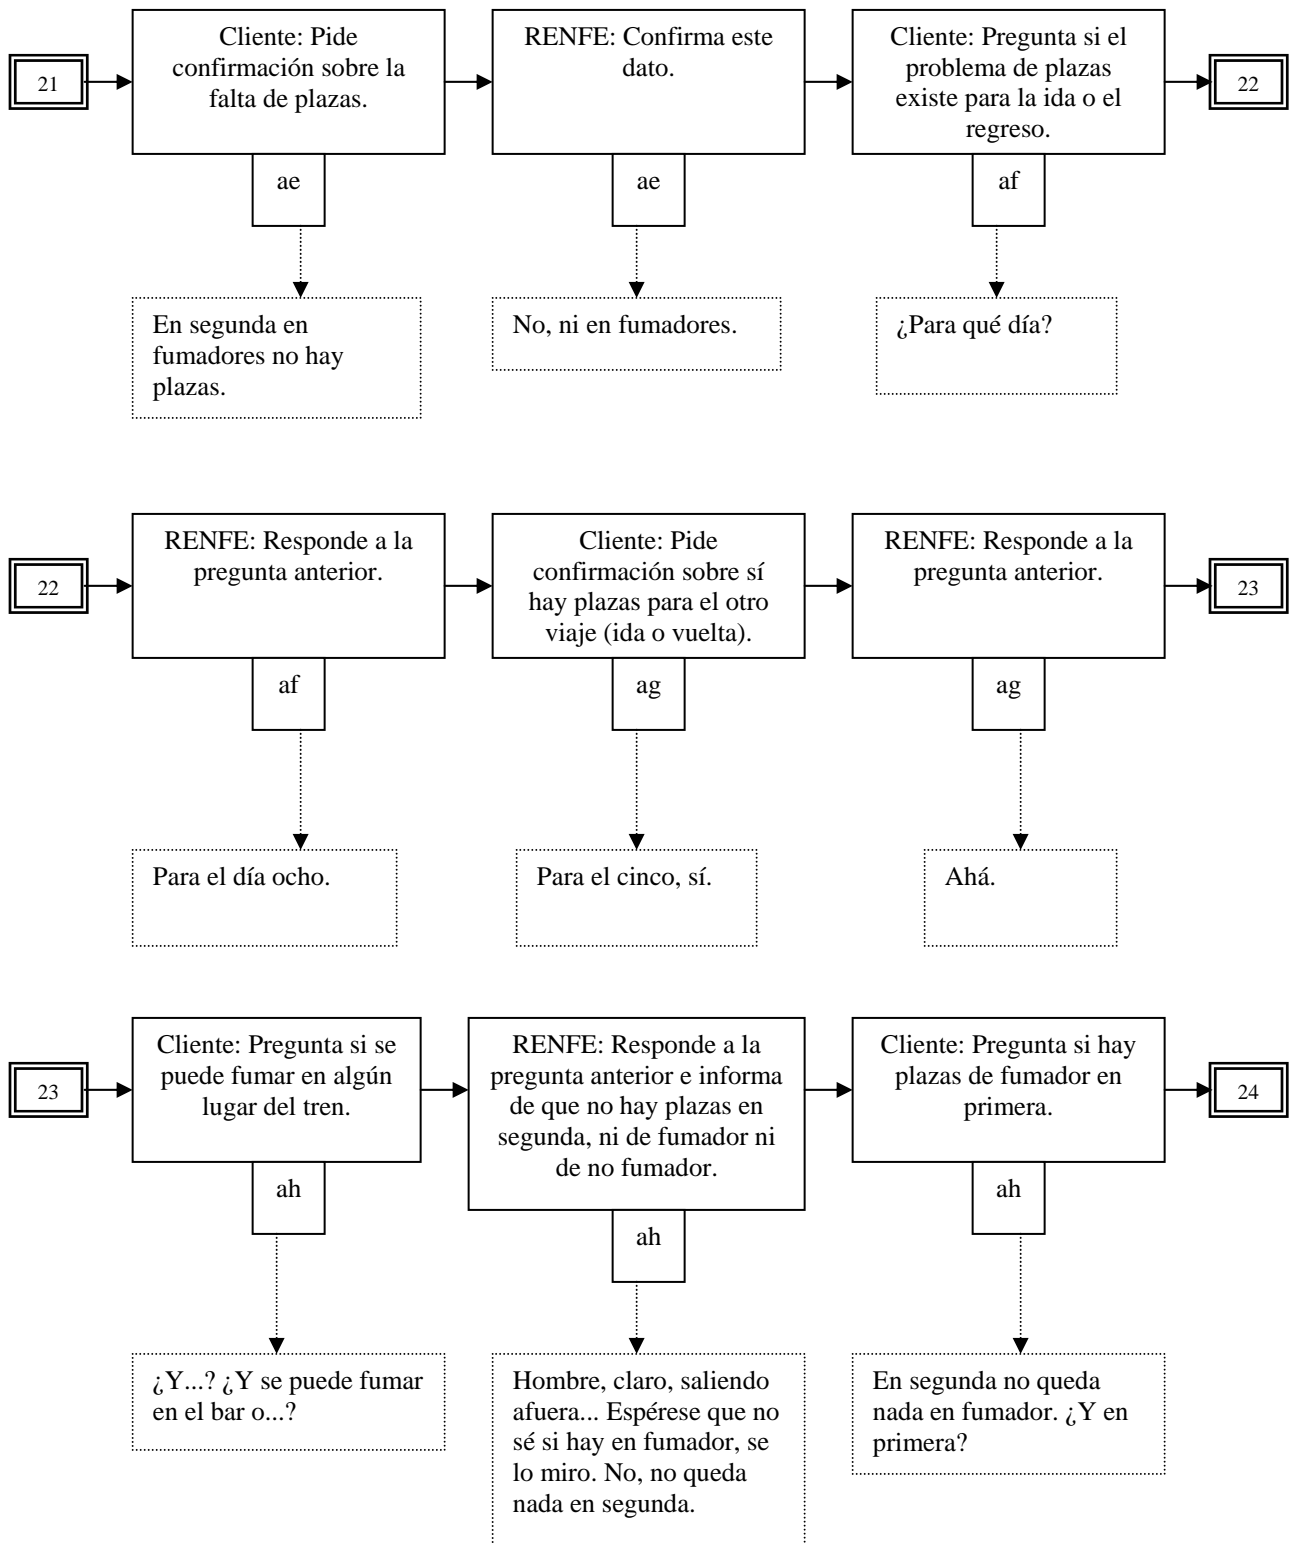 21
Cliente: Pide
confirmación sobre la
falta de plazas.
RENFE: Confirma este
dato.
Cliente: Pregunta si el
problema de plazas
existe para la ida o el
regreso.
22
ae
ae
af
En segunda en
fumadores no hay
plazas.
No, ni en fumadores.
¿Para qué día?
22
RENFE: Responde a la
pregunta anterior.
Cliente: Pide
confirmación sobre sí
hay plazas para el otro
viaje (ida o vuelta).
RENFE: Responde a la
pregunta anterior.
23
af
ag
ag
Para el día ocho.
Para el cinco, sí.
Ahá.
23
Cliente: Pregunta si se
puede fumar en algún
lugar del tren.
RENFE: Responde a la
pregunta anterior e informa
de que no hay plazas en
segunda, ni de fumador ni
de no fumador.
Cliente: Pregunta si hay
plazas de fumador en
primera.
24
ah
ah
ah
¿Y...? ¿Y se puede fumar
en el bar o...?
Hombre, claro, saliendo
afuera... Espérese que no
sé si hay en fumador, se
lo miro. No, no queda
nada en segunda.
En segunda no queda
nada en fumador. ¿Y en
primera?